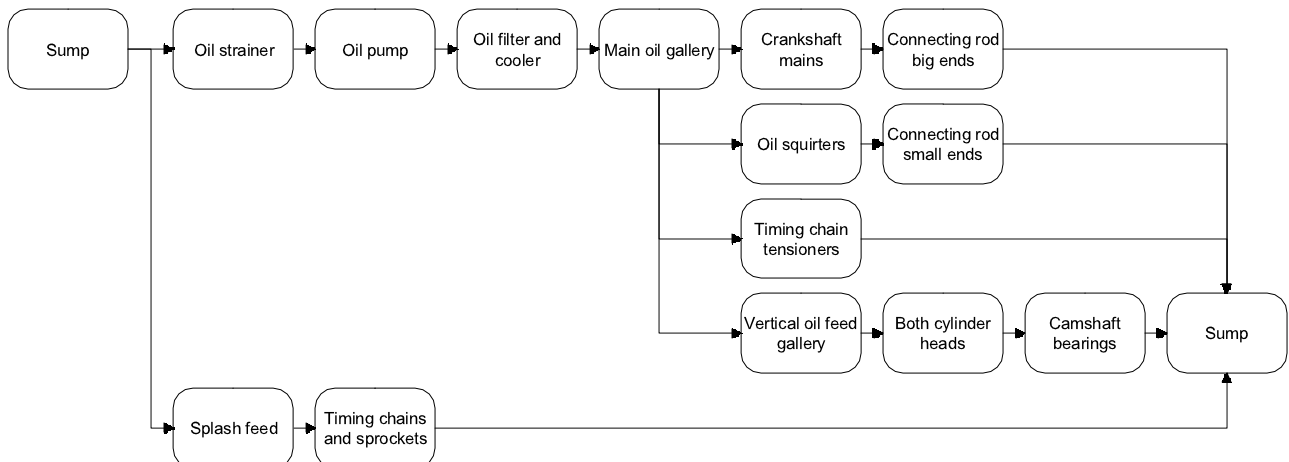 Sump
Oil strainer
Oil pump
Oil filter and
cooler
Main oil gallery
Crankshaft
mains
Connecting rod
big ends
Oil squirters
Connecting rod
small ends
Timing chain
tensioners
Vertical oil feed
gallery
Both cylinder
heads
Camshaft
bearings
Sump
Splash feed
Timing chains
and sprockets